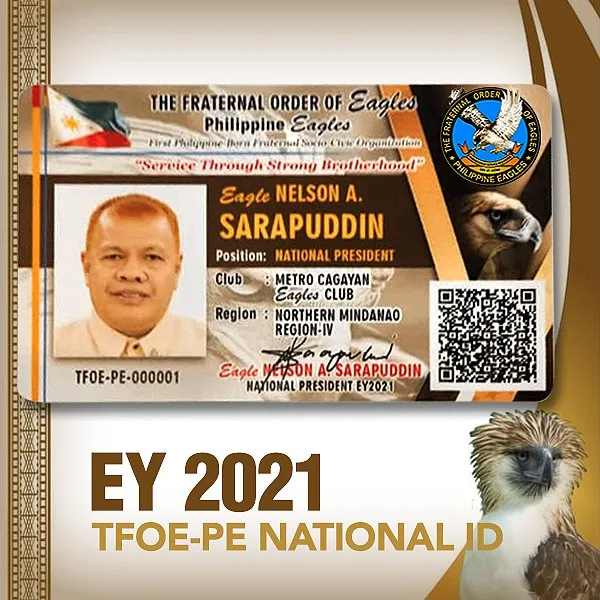 THE FRATERNAL ORDER OF Eagles
Philippine Eagles
First Philippine-Born Fraternal Socio-Civic Organization
"Service Through Strong Brotherhood"
THE FRATERNAL ORDER OF EAGLES
PHILIPPINE EAGLES
Eagle NELSON A.
SARAPUDDIN
Position: NATIONAL PRESIDENT
Club : METRO CAGAYAN
Eagles CLUB
Region : NORTHERN MINDANAO
REGION-IV
Eagle NELSON A. SARAPUDDIN
NATIONAL PRESIDENT EY2021
TFOE-PE-000001
EY 2021
TFOE-PE NATIONAL ID